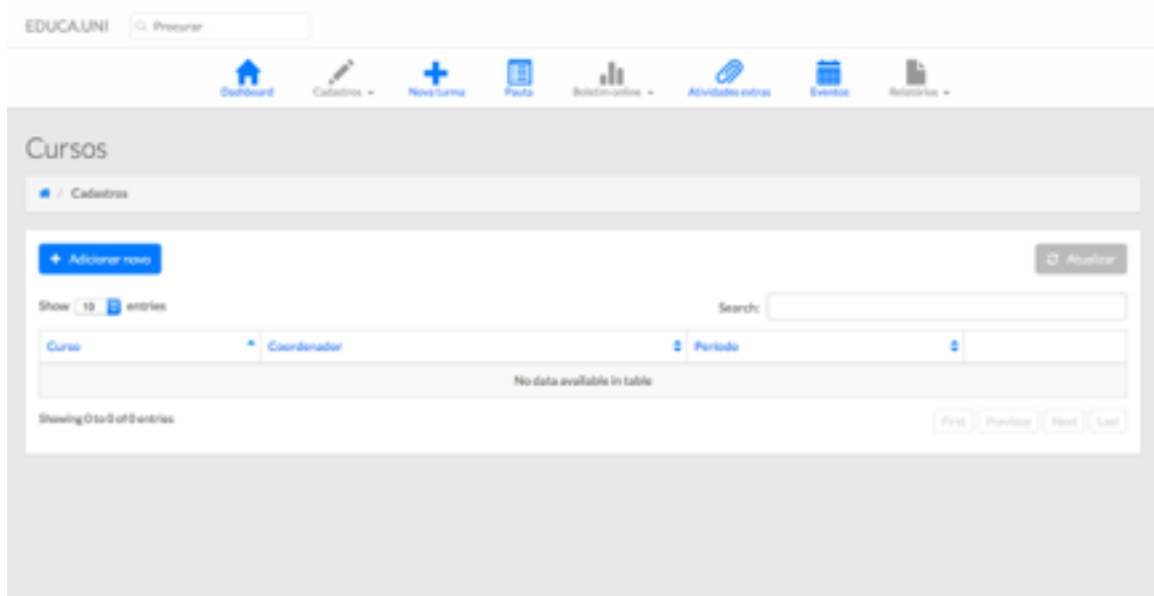 EDUCA.UNI Procurar
Dashboard Cadastros Nova turma Pauta Boletim online Atividades extras Eventos Relatórios
Cursos
/ Cadastros
Adicionar novo Atualizar
Show 10 entries Search:
Curso Coordenador Período
No data available in table
Showing 0 to 0 of 0 entries First Previous Next Last